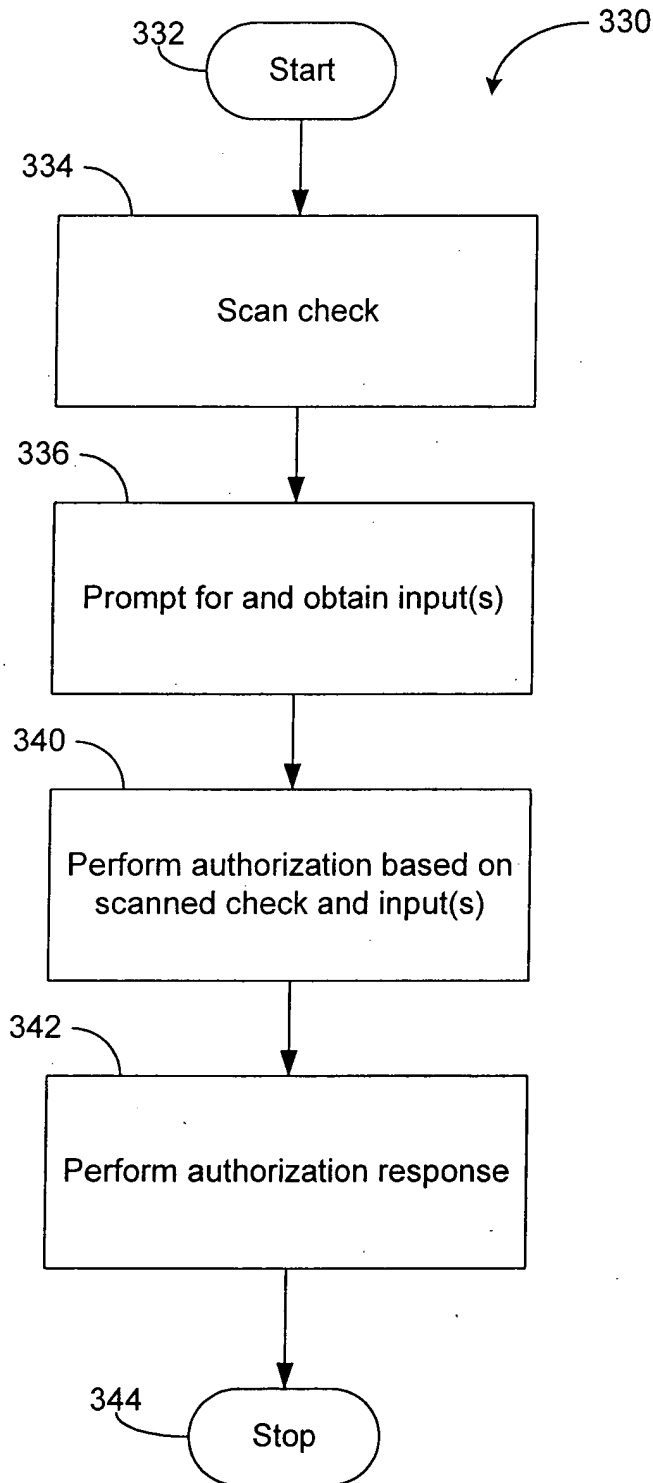 332
Start
330
334
Scan check
336
Prompt for and obtain input(s)
340
Perform authorization based on
scanned check and input(s)
342
Perform authorization response
344
Stop